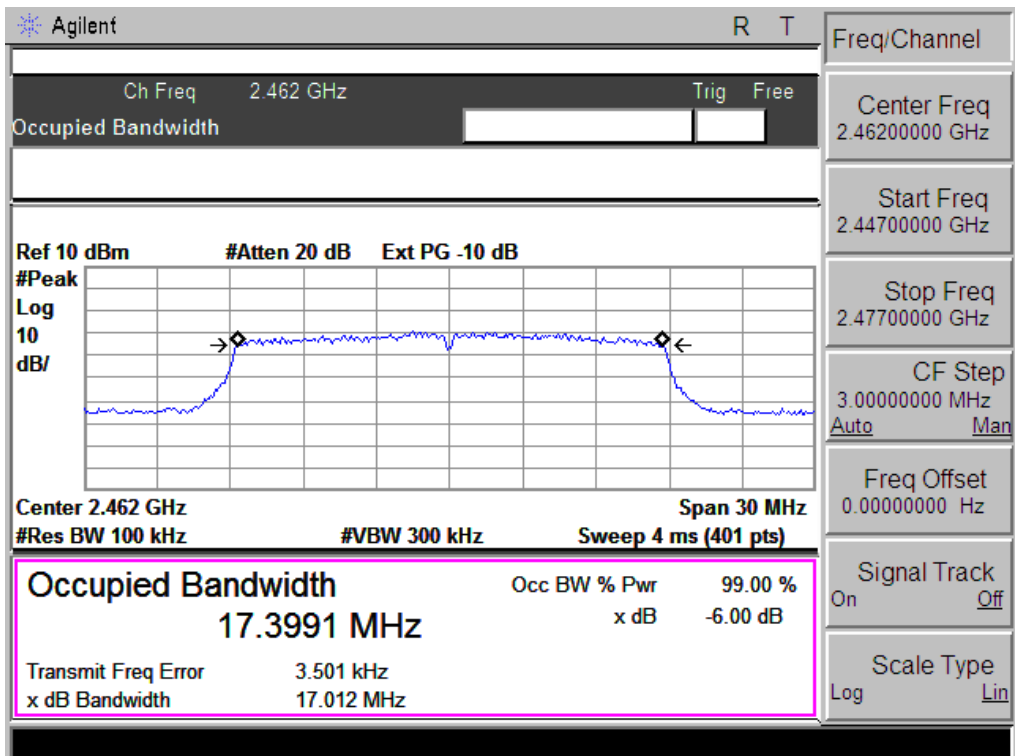 Agilent R T
Freq/Channel
Ch Freq 2.462 GHz Trig Free
Occupied Bandwidth
Center Freq
2.46200000 GHz
Start Freq
2.44700000 GHz
Stop Freq
2.47700000 GHz
CF Step
3.00000000 MHz
Auto Man
Freq Offset
0.00000000 Hz
Signal Track
On Off
Scale Type
Log Lin
Ref 10 dBm #Atten 20 dB Ext PG -10 dB
#Peak
Log
10
dB/
Center 2.462 GHz Span 30 MHz
#Res BW 100 kHz #VBW 300 kHz Sweep 4 ms (401 pts)
Occupied Bandwidth Occ BW % Pwr 99.00 %
17.3991 MHz x dB -6.00 dB
Transmit Freq Error 3.501 kHz
x dB Bandwidth 17.012 MHz